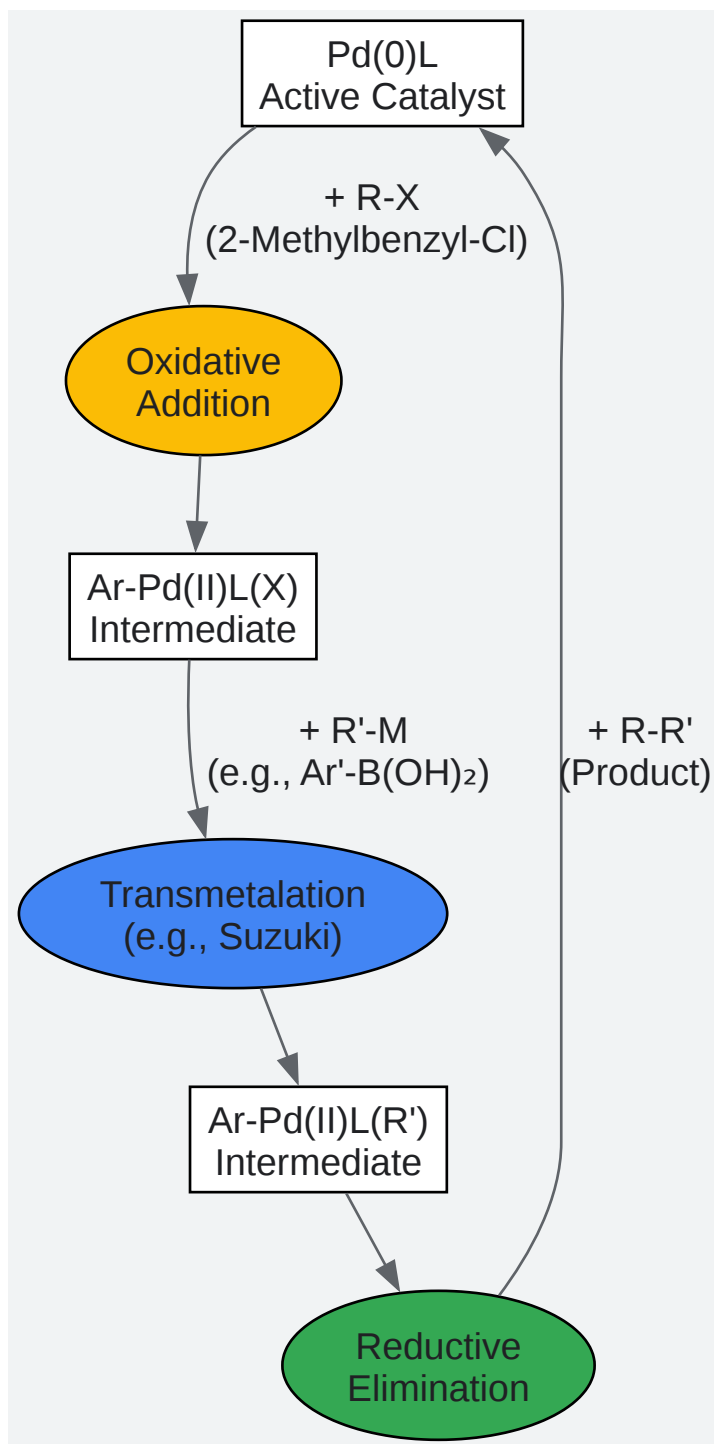 Pd(0)L
Active Catalyst
+ R-X
(2-Methylbenzyl-Cl)
Oxidative
Addition
Ar-Pd(II)L(X)
Intermediate
+ R'-M
(e.g., Ar'-B(OH)₂)
+ R-R'
(Product)
Transmetalation
(e.g., Suzuki)
Ar-Pd(II)L(R')
Intermediate
Reductive
Elimination